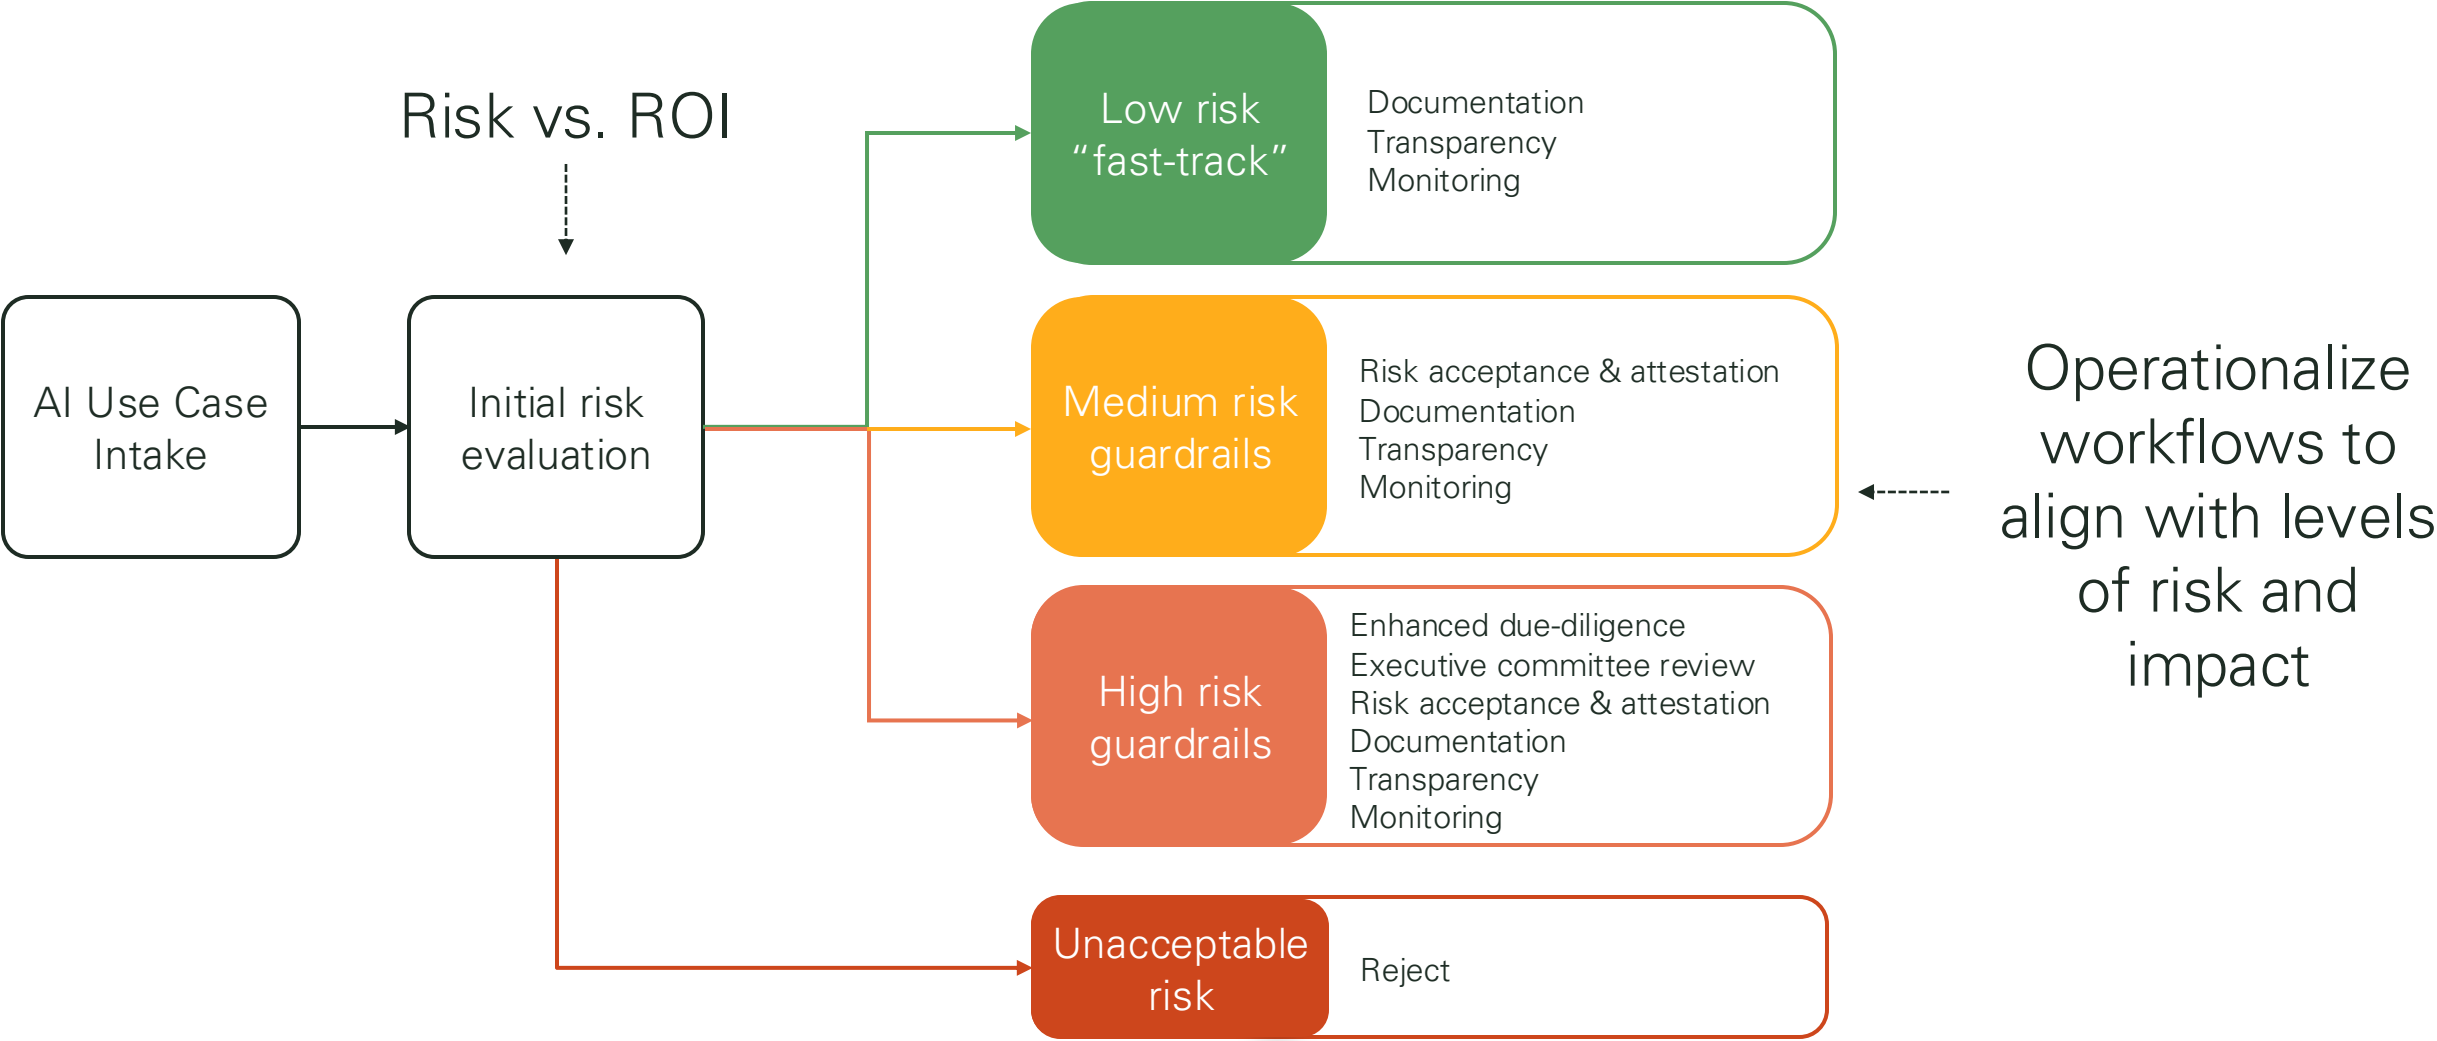 Risk vs. ROI
AI Use Case
Intake
Initial risk
evaluation
Low risk
“fast-track”
Documentation
Transparency
Monitoring
Medium risk
guardrails
Risk acceptance & attestation
Documentation
Transparency
Monitoring
High risk
guardrails
Enhanced due-diligence
Executive committee review
Risk acceptance & attestation
Documentation
Transparency
Monitoring
Unacceptable
risk
Reject
Operationalize
workflows to
align with levels
of risk and
impact